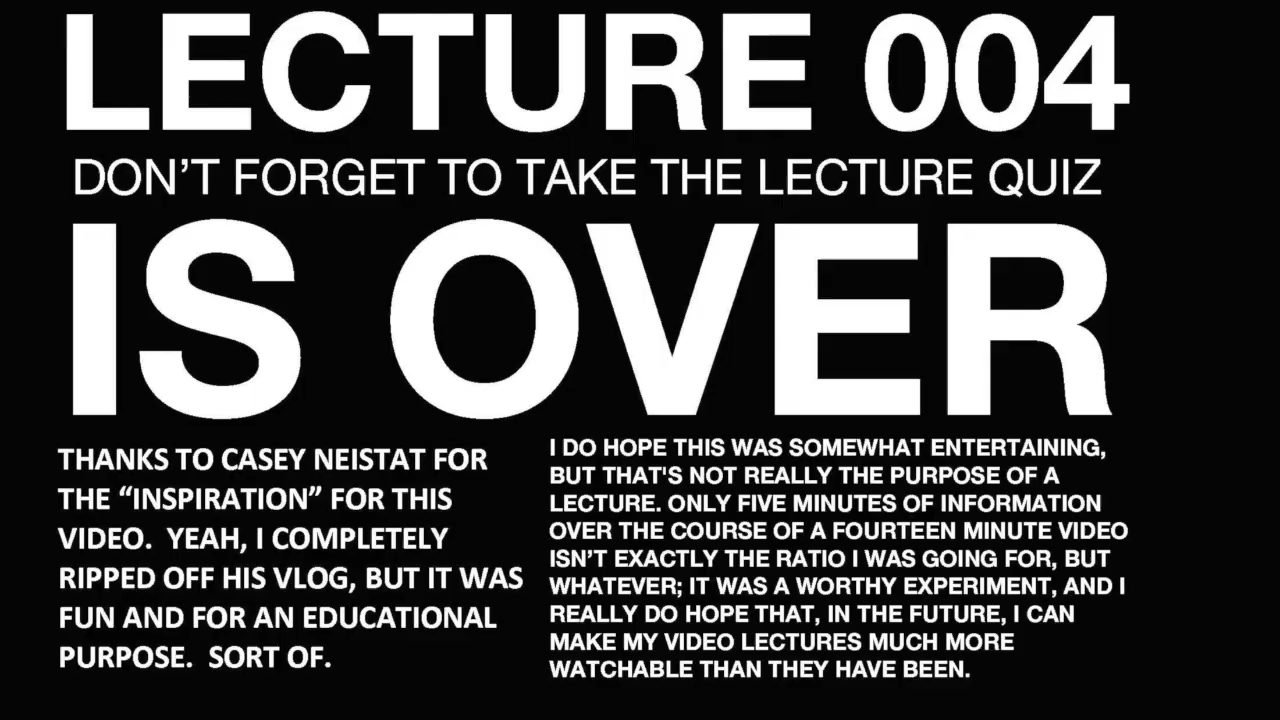 LECTURE 004
DON'T FORGET TO TAKE THE LECTURE QUIZ
IS OVER
THANKS TO CASEY NEISTAT FOR
THE “INSPIRATION” FOR THIS
VIDEO.  YEAH, I COMPLETELY
RIPPED OFF HIS VLOG, BUT IT WAS
FUN AND FOR AN EDUCATIONAL
PURPOSE.  SORT OF.
I DO HOPE THIS WAS SOMEWHAT ENTERTAINING,
BUT THAT'S NOT REALLY THE PURPOSE OF A
LECTURE. ONLY FIVE MINUTES OF INFORMATION
OVER THE COURSE OF A FOURTEEN MINUTE VIDEO
ISN’T EXACTLY THE RATIO I WAS GOING FOR, BUT
WHATEVER; IT WAS A WORTHY EXPERIMENT, AND I
REALLY DO HOPE THAT, IN THE FUTURE, I CAN
MAKE MY VIDEO LECTURES MUCH MORE
WATCHABLE THAN THEY HAVE BEEN.